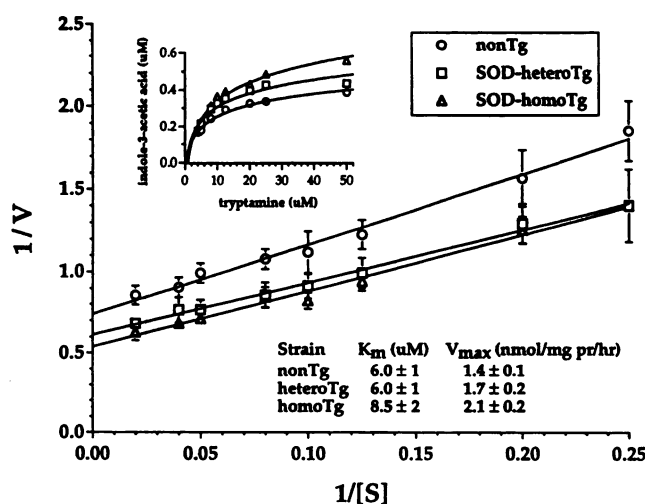 2.5
2.0
1.5
1.0
0.5
0.0
1/V
0.00 0.05 0.10 0.15 0.20 0.25
1/[S]
0.6
0.4
0.2
0.0
indole-3-acetic acid (uM)
0 10 20 30 40 50
tryptamine (uM)
nonTg
SOD-heteroTg
SOD-homoTg
Strain Km (uM) Vmax (nmol/mg pr/hr)
nonTg 6.0 ± 1 1.4 ± 0.1
heteroTg 6.0 ± 1 1.7 ± 0.2
homoTg 8.5 ± 2 2.1 ± 0.2